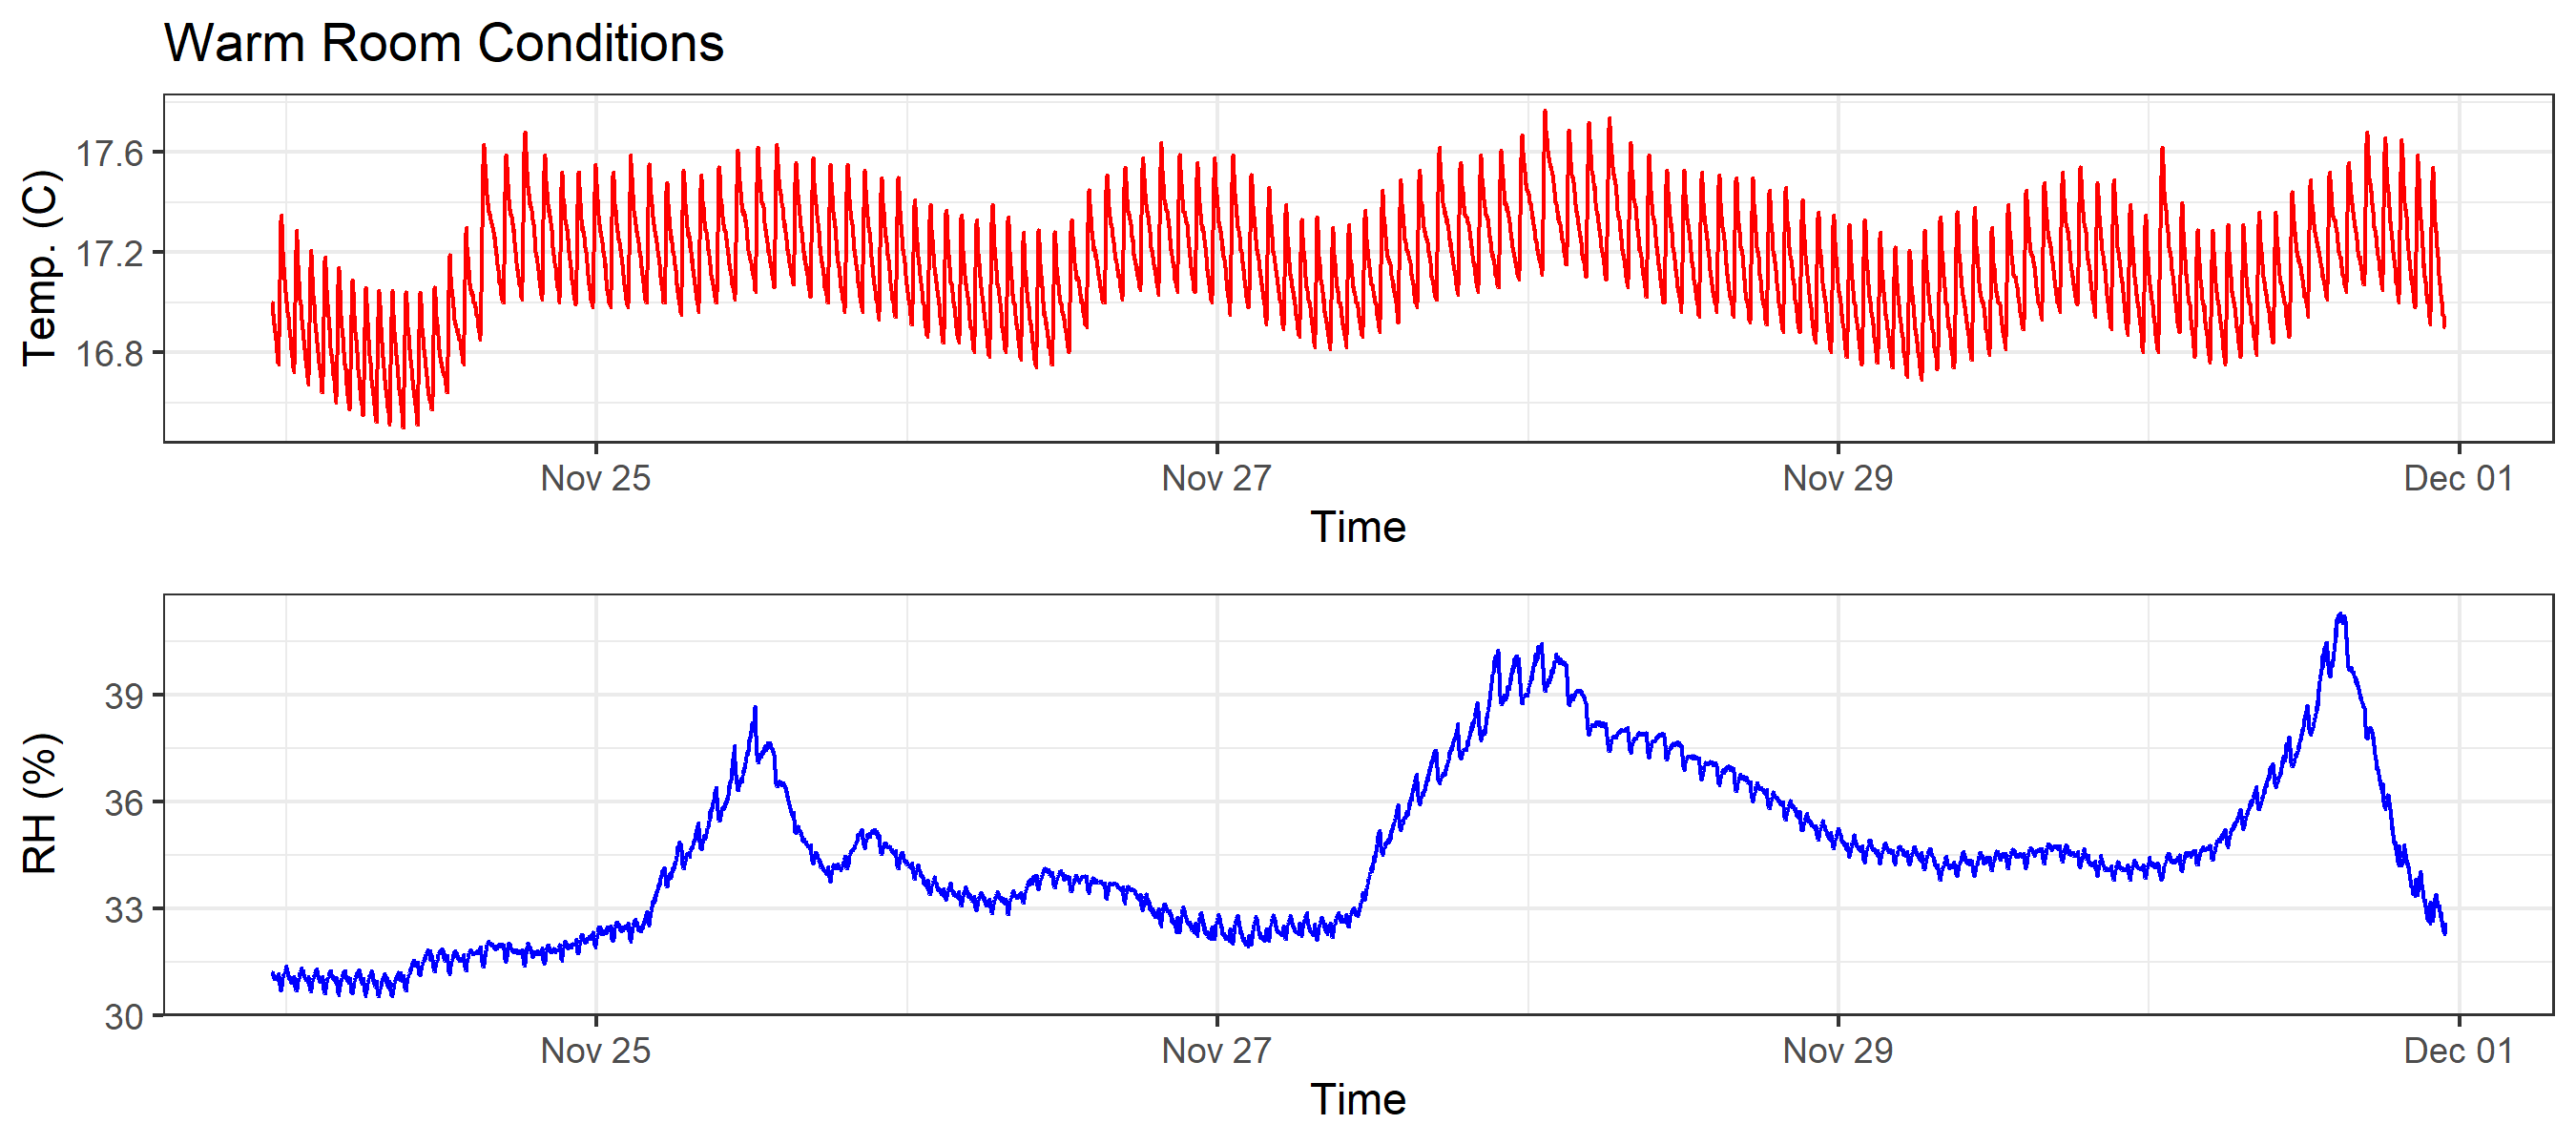 Warm Room Conditions
Temp. (C)
17.6
17.2
16.8
Nov 25
Nov 27
Nov 29
Dec 01
Time
RH (%)
39
36
33
30
Nov 25
Nov 27
Nov 29
Dec 01
Time